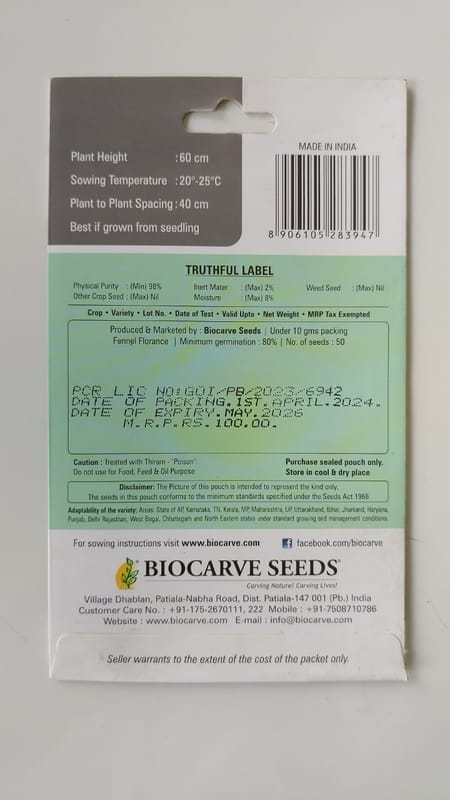 Plant Height : 60 cm
Sowing Temperature : 20°-25°C
Plant to Plant Spacing : 40 cm
Best if grown from seedling
MADE IN INDIA
8 906105 283947
TRUTHFUL LABEL
Physical Purity : (Min) 98% Inert Mater : (Max) 2% Weed Seed : (Max) Nil
Other Crop Seed : (Max) Nil Moisture : (Max) 8%
Crop • Variety • Lot No. • Date of Test • Valid Upto • Net Weight • MRP Tax Exempted
Produced & Marketed by : Biocarve Seeds | Under 10 gms packing
Fennel Florance | Minimum germination : 80% | No. of seeds : 50
PCR LIC NO:GOI/PB/2023/6942
DATE OF PACKING.1ST.APRIL.2024.
DATE OF EXPIRY.MAY.2026
M.R.P.RS.100.00.
Caution : Treated with Thiram - "Poison". Purchase sealed pouch only.
Do not use for Food, Feed & Oil Purpose Store in cool & dry place
Disclaimer: The Picture of this pouch is intended to represent the kind only.
The seeds in this pouch conforms to the minimum standards specified under the Seeds Act 1966
Adaptability of the variety: Areas: State of AP, Karnataka, TN, Kerala, MP, Maharashtra, UP, Uttarakhand, Bihar, Jharkand, Haryana,
Punjab, Delhi Rajasthan, West Bogal, Chhatisgarh and North Eastern states under standard growing and management conditions.
For sowing instructions visit www.biocarve.com facebook.com/biocarve
BIOCARVE SEEDS®
Carving Nature! Carving Lives!
Village Dhablan, Patiala-Nabha Road, Dist. Patiala-147 001 (Pb.) India
Customer Care No. : +91-175-2670111, 222 Mobile : +91-7508710786
Website : www.biocarve.com E-mail : info@biocarve.com
Seller warrants to the extent of the cost of the packet only.